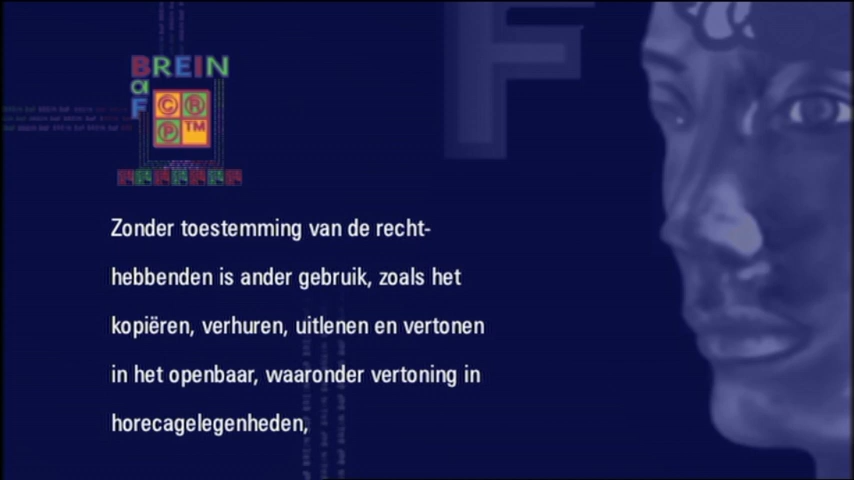 F
BREIN
a
F
© ®
℗ ™
Zonder toestemming van de recht-
hebbenden is ander gebruik, zoals het
kopiëren, verhuren, uitlenen en vertonen
in het openbaar, waaronder vertoning in
horecagelegenheden,